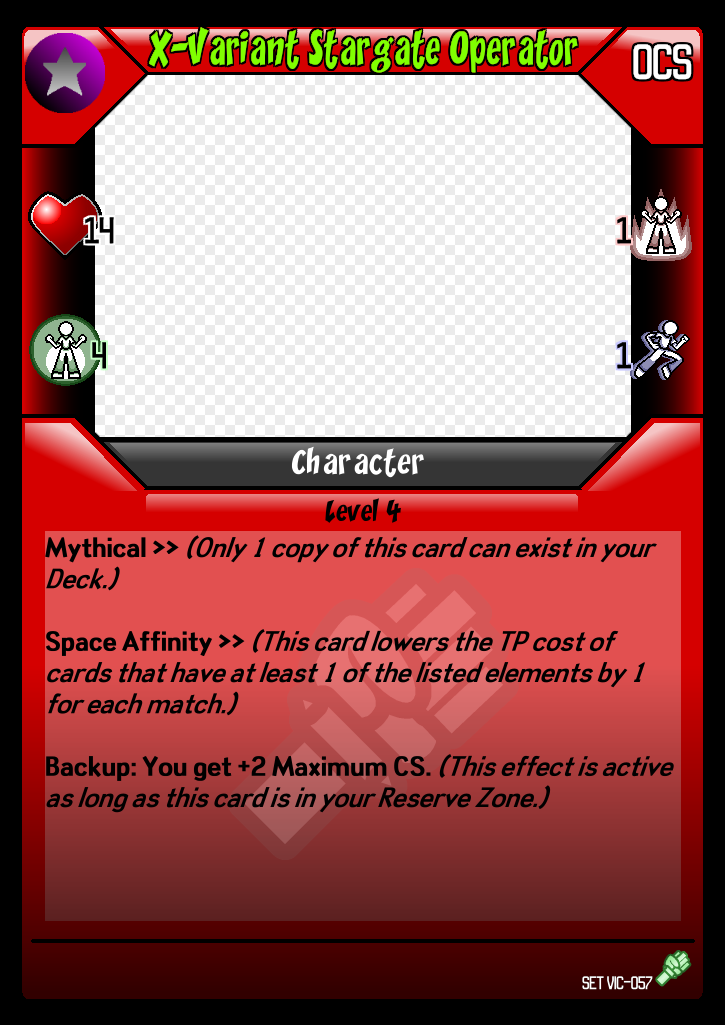 X-Variant Stargate Operator
OCS
14
1
4
1
Character
Level 4
Mythical >> (Only 1 copy of this card can exist in your
Deck.)
Space Affinity >> (This card lowers the TP cost of
cards that have at least 1 of the listed elements by 1
for each match.)
Backup: You get +2 Maximum CS. (This effect is active
as long as this card is in your Reserve Zone.)
SET VIC-057